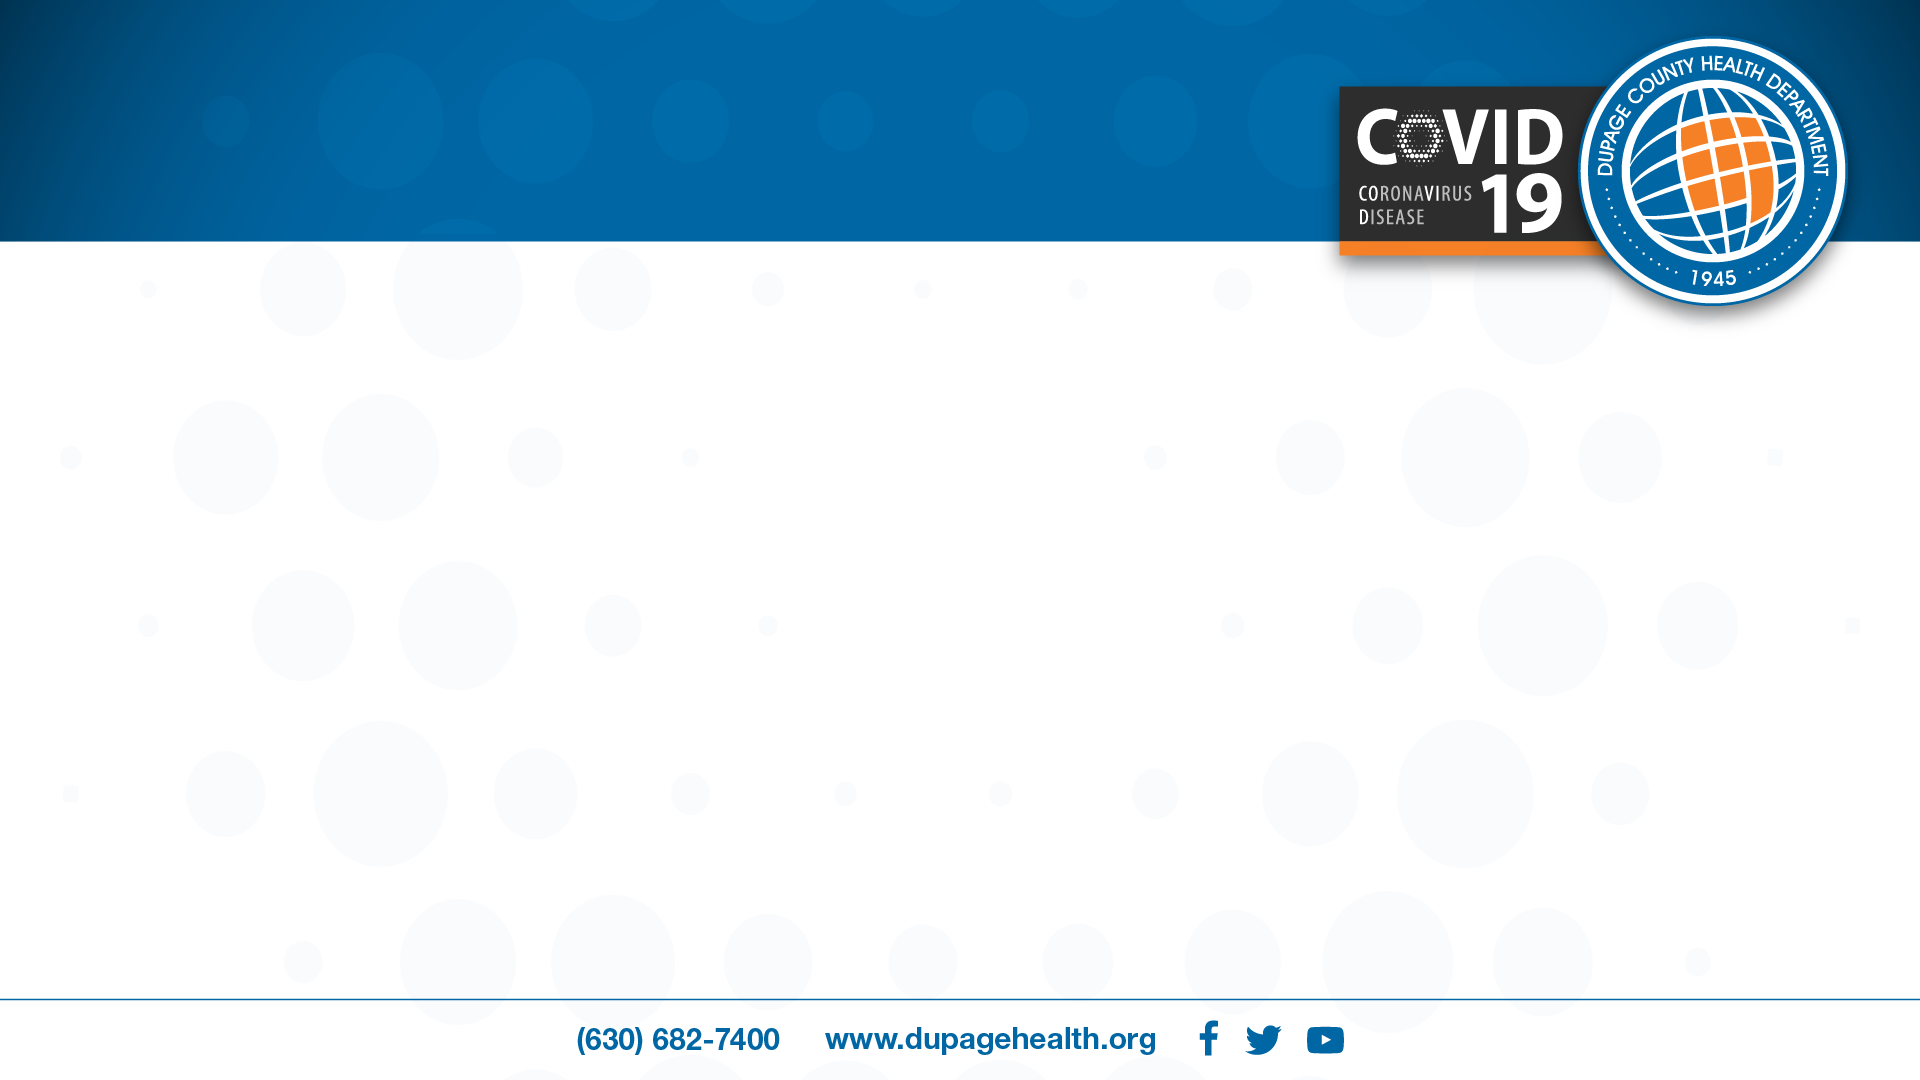 COVID
CORONAVIRUS
DISEASE
19
DUPAGE COUNTY HEALTH DEPARTMENT
1945
(630) 682-7400 www.dupagehealth.org